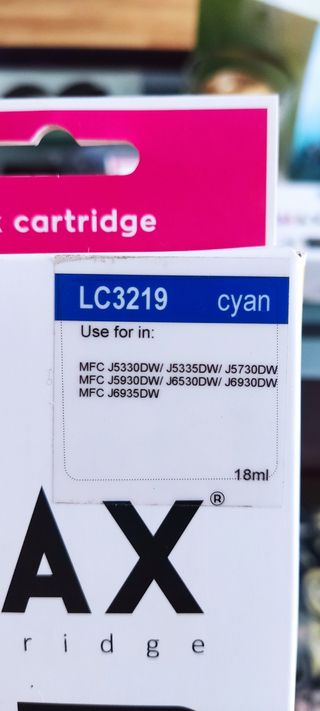 cartridge
LC3219 cyan
Use for in:
MFC J5330DW/ J5335DW/ J5730DW
MFC J5930DW/ J6530DW/ J6930DW
MFC J6935DW
18ml
AX®
ridge